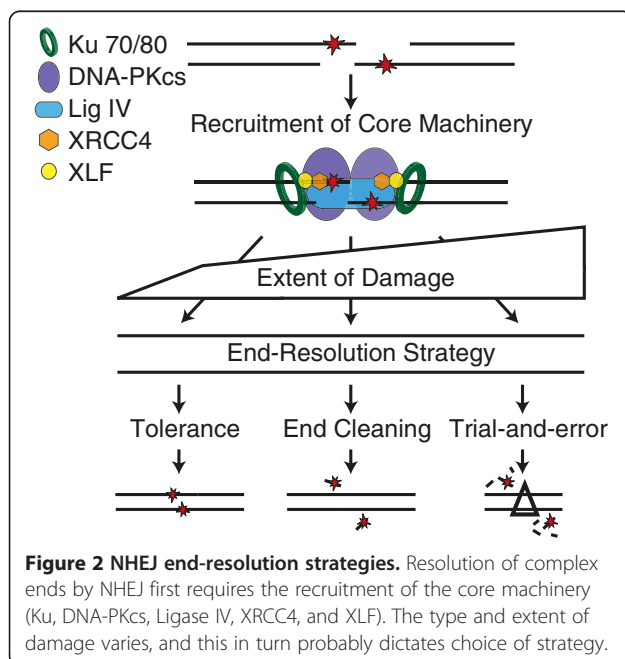 Ku 70/80
DNA-PKcs
Lig IV
XRCC4
XLF
Recruitment of Core Machinery
Extent of Damage
End-Resolution Strategy
Tolerance
End Cleaning
Trial-and-error
Figure 2 NHEJ end-resolution strategies. Resolution of complex
ends by NHEJ first requires the recruitment of the core machinery
(Ku, DNA-PKcs, Ligase IV, XRCC4, and XLF). The type and extent of
damage varies, and this in turn probably dictates choice of strategy.